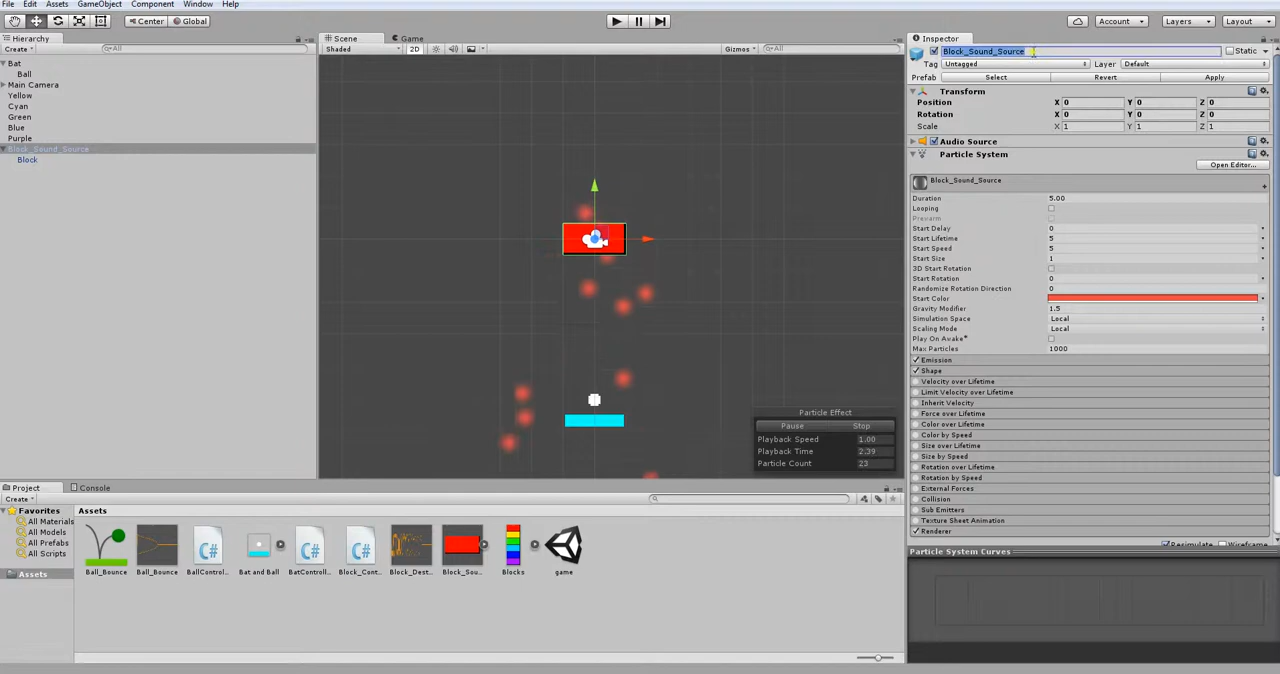 File Edit Assets GameObject Component Window Help
Center Global Account Layers Layout
Hierarchy
Create All
Bat
Ball
Main Camera
Yellow
Cyan
Green
Blue
Purple
Block_Sound_Source
Block
Scene Game
Shaded 2D Gizmos All
Particle Effect
Pause Stop
Playback Speed 1.00
Playback Time 2.39
Particle Count 23
Inspector
Block_Sound_Source Static
Tag Untagged Layer Default
Prefab Select Revert Apply
Transform
Position X 0 Y 0 Z 0
Rotation X 0 Y 0 Z 0
Scale X 1 Y 1 Z 1
Audio Source
Particle System
Open Editor...
Block_Sound_Source
Duration 5.00
Looping
Prewarm
Start Delay 0
Start Lifetime 5
Start Speed 5
Start Size 1
3D Start Rotation
Start Rotation 0
Randomize Rotation Direction 0
Start Color
Gravity Modifier 1.5
Simulation Space Local
Scaling Mode Local
Play On Awake*
Max Particles 1000
Emission
Shape
Velocity over Lifetime
Limit Velocity over Lifetime
Inherit Velocity
Force over Lifetime
Color over Lifetime
Color by Speed
Size over Lifetime
Size by Speed
Rotation over Lifetime
Rotation by Speed
External Forces
Collision
Sub Emitters
Texture Sheet Animation
Renderer
Resimulate Wireframe
Particle System Curves
Project Console
Create
Favorites
All Materials
All Models
All Prefabs
All Scripts
Assets
Assets
C# C# C#
Ball_Bounce Ball_Bounce BallControl... Bat and Ball BatControll... Block_Cont... Block_Dest... Block_Sou... Blocks game